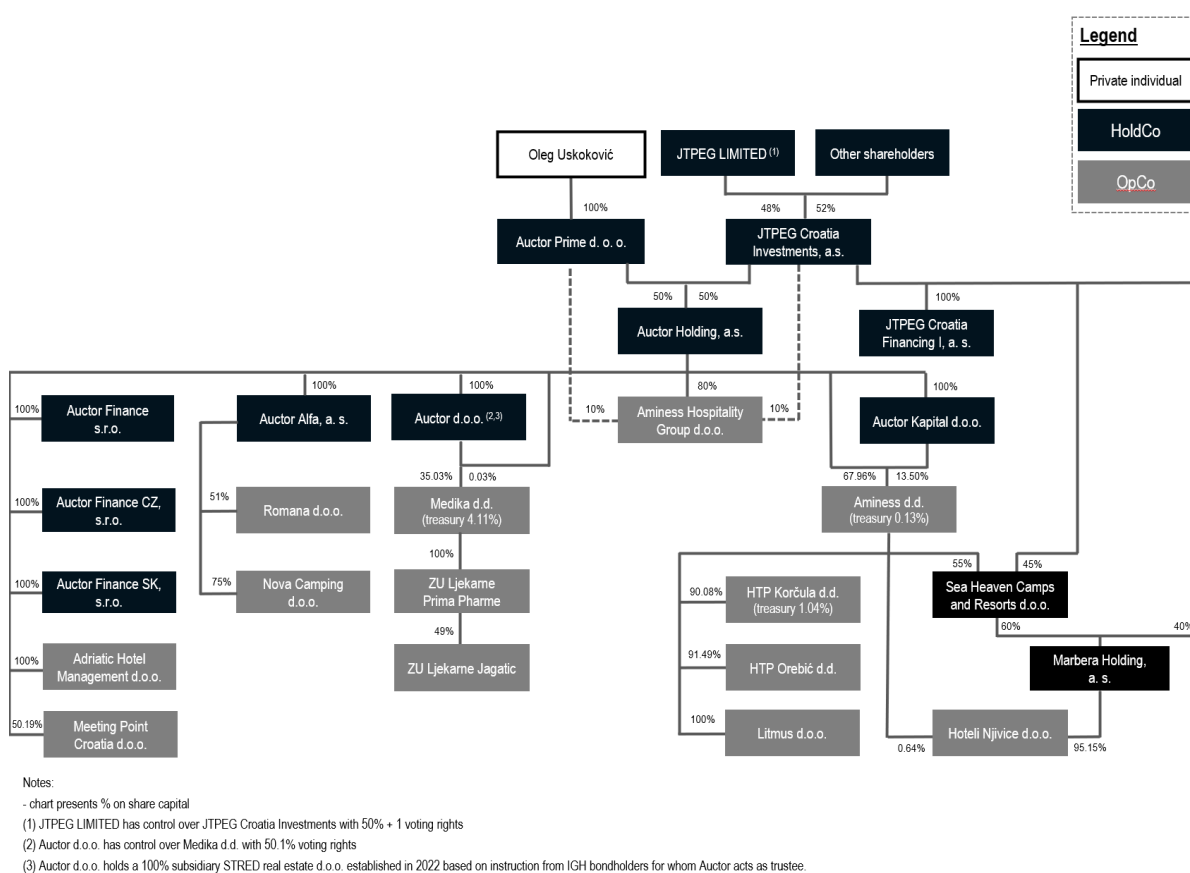 Legend
Private individual
HoldCo
OpCo
Oleg Uskoković
JTPEG LIMITED (1)
Other shareholders
100%
48%
52%
Auctor Prime d. o. o.
JTPEG Croatia
Investments, a.s.
50%
50%
100%
Auctor Holding, a.s.
JTPEG Croatia
Financing I, a. s.
100%
100%
80%
100%
100%
Auctor Finance
s.r.o.
Auctor Alfa, a. s.
Auctor d.o.o. (2,3)
10%
Aminess Hospitality
Group d.o.o.
10%
Auctor Kapital d.o.o.
35.03%
0.03%
67.96%
13.50%
100%
Auctor Finance CZ,
s.r.o.
51%
Romana d.o.o.
Medika d.d.
(treasury 4.11%)
Aminess d.d.
(treasury 0.13%)
100%
55%
45%
100%
Auctor Finance SK,
s.r.o.
75%
Nova Camping
d.o.o.
ZU Ljekarne
Prima Pharme
90.08%
HTP Korčula d.d.
(treasury 1.04%)
Sea Heaven Camps
and Resorts d.o.o.
49%
60%
40%
100%
Adriatic Hotel
Management d.o.o.
ZU Ljekarne Jagatic
91.49%
HTP Orebić d.d.
Marbera Holding,
a. s.
50.19%
Meeting Point
Croatia d.o.o.
100%
Litmus d.o.o.
0.64%
Hoteli Njivice d.o.o.
95.15%
Notes:
- chart presents % on share capital
(1) JTPEG LIMITED has control over JTPEG Croatia Investments with 50% + 1 voting rights
(2) Auctor d.o.o. has control over Medika d.d. with 50.1% voting rights
(3) Auctor d.o.o. holds a 100% subsidiary STRED real estate d.o.o. established in 2022 based on instruction from IGH bondholders for whom Auctor acts as trustee.